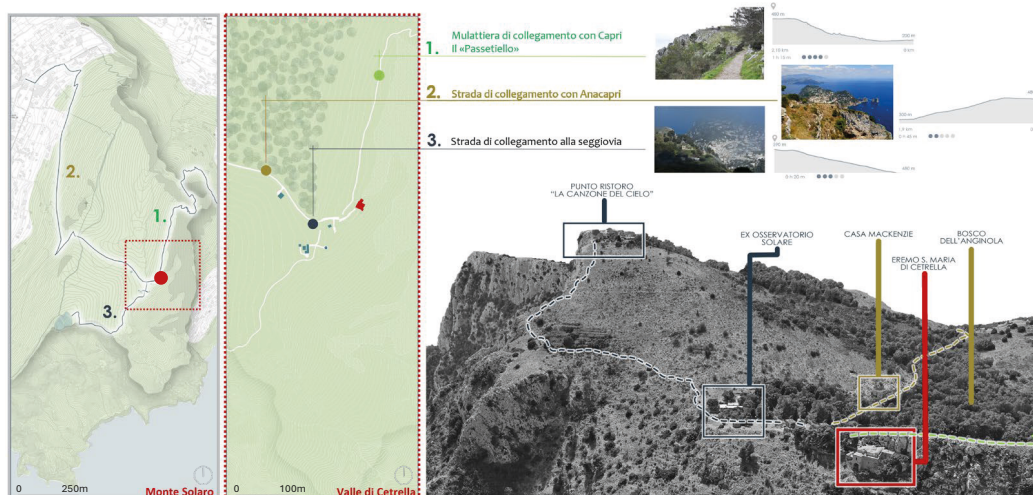 2.
1.
3.
0
250m
Monte Solaro
0
100m
Valle di Cetrella
1.
Mulattiera di collegamento con Capri
Il «Passetiello»
2.
Strada di collegamento con Anacapri
3.
Strada di collegamento alla seggiovia
PUNTO RISTORO
"LA CANZONE DEL CIELO"
EX OSSERVATORIO
SOLARE
CASA MACKENZIE
BOSCO
DELL'ANGINOLA
EREMO S. MARIA
DI CETRELLA